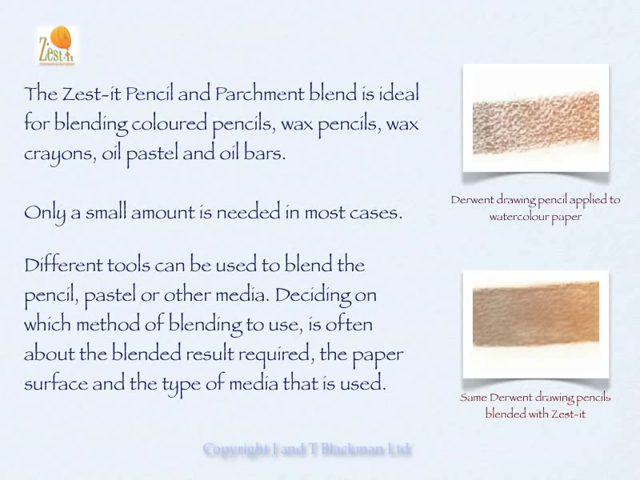 Zest-it
The Zest-it Pencil and Parchment blend is ideal
for blending coloured pencils, wax pencils, wax
crayons, oil pastel and oil bars.
Only a small amount is needed in most cases.
Different tools can be used to blend the
pencil, pastel or other media. Deciding on
which method of blending to use, is often
about the blended result required, the paper
surface and the type of media that is used.
Derwent drawing pencil applied to
watercolour paper
Same Derwent drawing pencils
blended with Zest-it
Copyright J and T Blackman Ltd